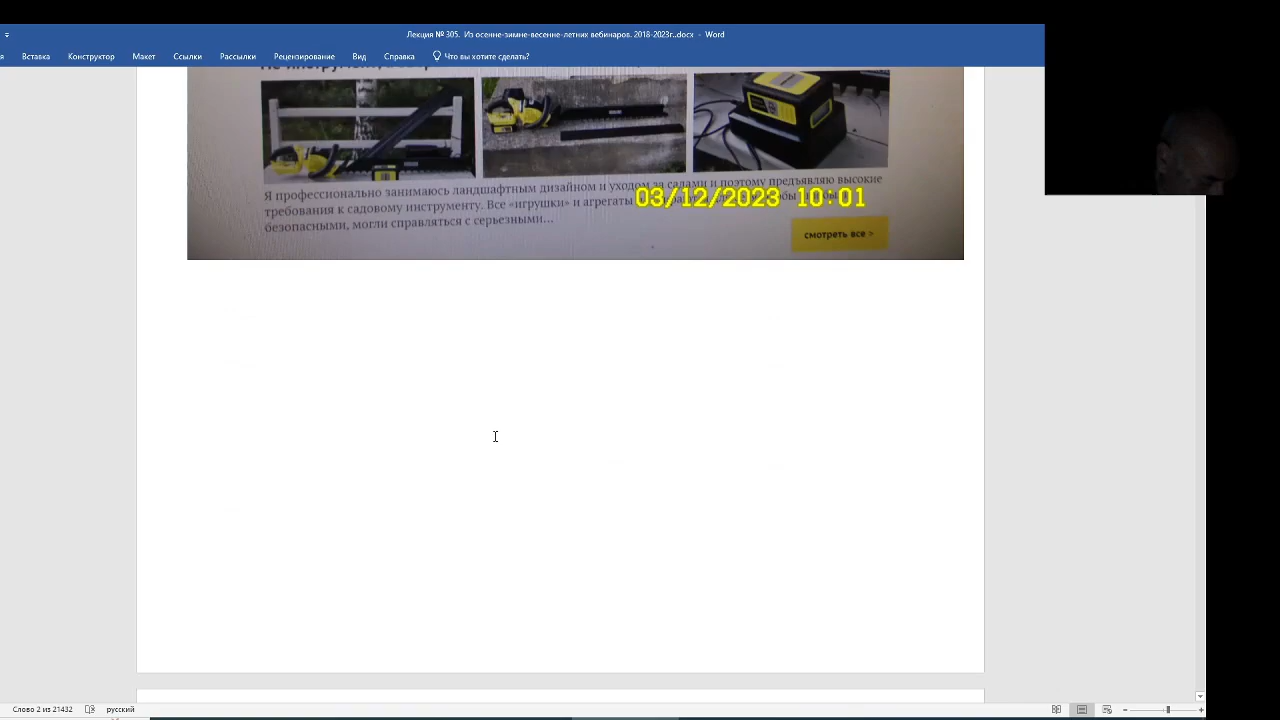 Лекция № 305. Из осенне-зимне-весенне-летних вебинаров. 2018-2023г..docx - Word
Вставка Конструктор Макет Ссылки Рассылки Рецензирование Вид Справка Что вы хотите сделать?
Я профессионально занимаюсь ландшафтным дизайном и уходом за садами и поэтому предъявляю высокие
требования к садовому инструменту. Все «игрушки» и агрегаты
03/12/2023 10:01
безопасными, могли справляться с серьезными...
смотреть все >
Слово 2 из 21432 русский